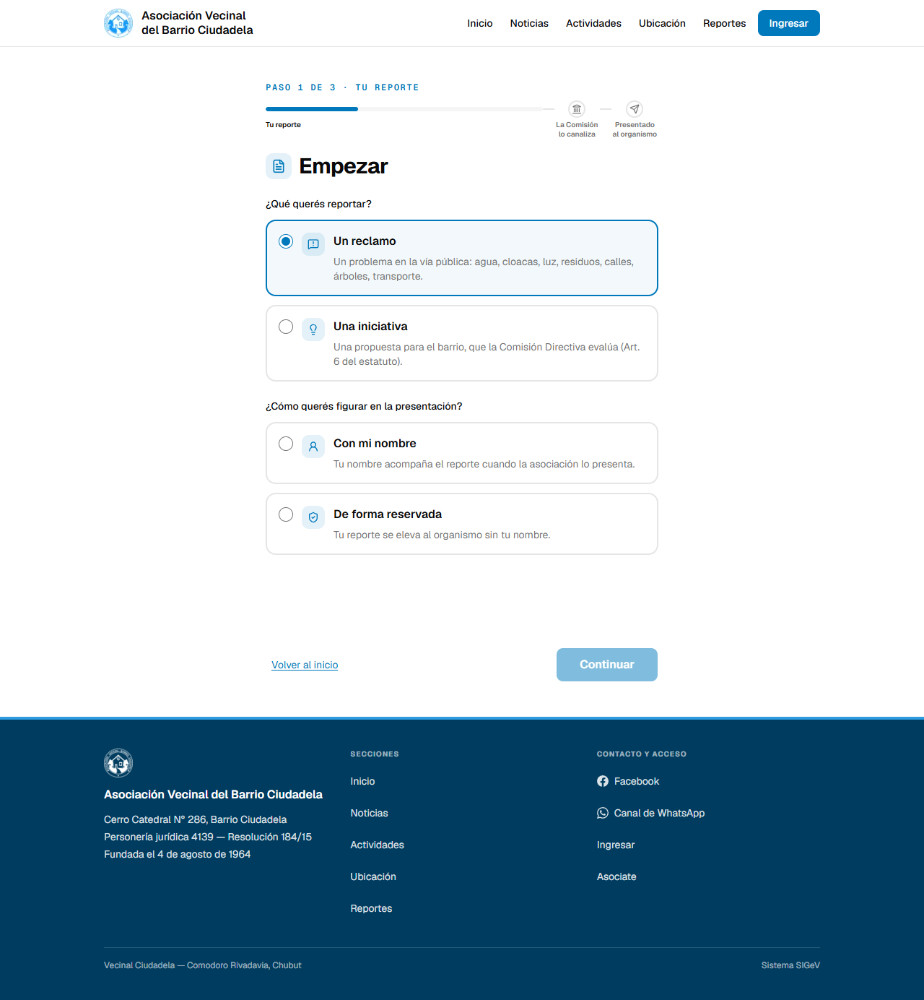 Asociación Vecinal
del Barrio Ciudadela
Inicio
Noticias
Actividades
Ubicación
Reportes
Ingresar
PASO 1 DE 3 · TU REPORTE
Tu reporte
La Comisión
lo canaliza
Presentado
al organismo
Empezar
¿Qué querés reportar?
Un reclamo
Un problema en la vía pública: agua, cloacas, luz, residuos, calles,
árboles, transporte.
Una iniciativa
Una propuesta para el barrio, que la Comisión Directiva evalúa (Art.
6 del estatuto).
¿Cómo querés figurar en la presentación?
Con mi nombre
Tu nombre acompaña el reporte cuando la asociación lo presenta.
De forma reservada
Tu reporte se eleva al organismo sin tu nombre.
Volver al inicio
Continuar
Asociación Vecinal del Barrio Ciudadela
Cerro Catedral N° 286, Barrio Ciudadela
Personería jurídica 4139 — Resolución 184/15
Fundada el 4 de agosto de 1964
SECCIONES
Inicio
Noticias
Actividades
Ubicación
Reportes
CONTACTO Y ACCESO
Facebook
Canal de WhatsApp
Ingresar
Asociate
Vecinal Ciudadela — Comodoro Rivadavia, Chubut
Sistema SIGeV